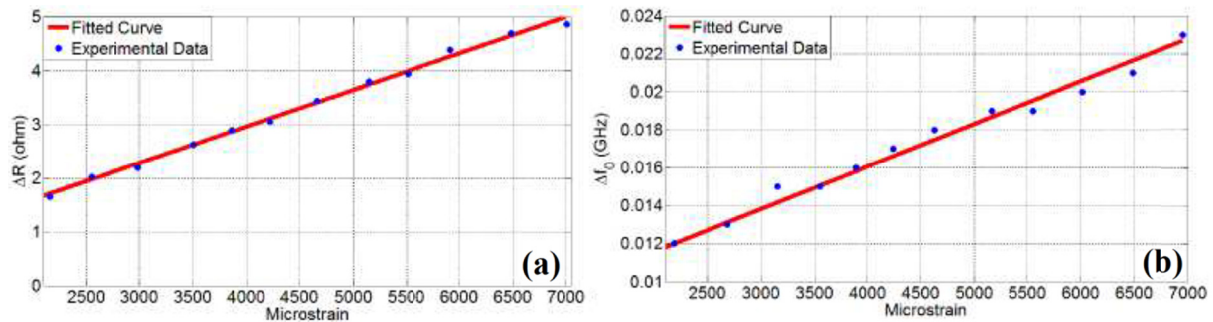 Fitted Curve
Experimental Data
5
4
3
2
1
0
ΔR (ohm)
2500 3000 3500 4000 4500 5000 5500 6000 6500 7000
Microstrain
(a)
Fitted Curve
Experimental Data
0.024
0.022
0.02
0.018
0.016
0.014
0.012
0.01
Δf0 (GHz)
2500 3000 3500 4000 4500 5000 5500 6000 6500 7000
Microstrain
(b)